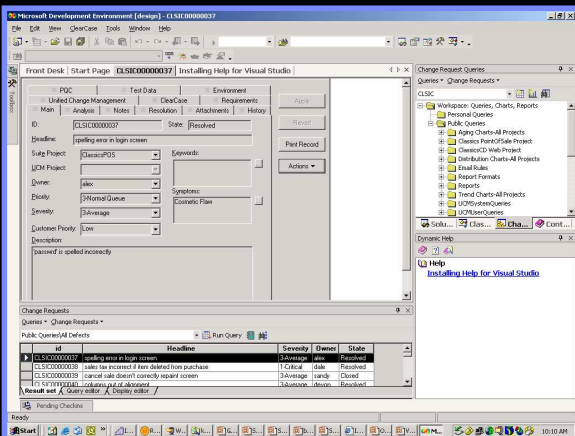 Microsoft Development Environment [design] - CLSIC00000037
File Edit View ClearCase Tools Window Help
Front Desk Start Page CLSIC00000037 Installing Help for Visual Studio
Toolbox
PQC Test Data Environment
Unified Change Management ClearCase Requirements
Main Analysis Notes Resolution Attachments History
ID: CLSIC00000037 State: Resolved
Headline: spelling error in login screen
Suite Project: ClassicsPOS Keywords:
UCM Project:
Owner: alex
Priority: 3-Normal Queue Symptoms:
Severity: 3-Average Cosmetic Flaw
Customer Priority: Low
Description:
'passwrd' is spelled incorrectly
Apply
Revert
Print Record
Actions
Change Request Queries
Queries Change Requests
CLSIC
Workspace: Queries, Charts, Reports
Personal Queries
Public Queries
Aging Charts-All Projects
Classics PointOfSale Project
ClassicsCD Web Project
Distribution Charts-All Projects
Email Rules
Report Formats
Reports
Trend Charts-All Projects
UCMSystemQueries
UCMUserQueries
Solu... Clas... Cha... Cont...
Dynamic Help
Help
Installing Help for Visual Studio
Change Requests
Queries Change Requests
Public Queries\All Defects Run Query
id Headline Severity Owner State
CLSIC00000037 spelling error in login screen 3-Average alex Resolved
CLSIC00000038 sales tax incorrect if item deleted from purchase 1-Critical dale Resolved
CLSIC00000039 cancel sale doesn't correctly repaint screen 3-Average sandy Closed
CLSIC00000040 columns out of alignment 3-Average devon Resolved
Result set Query editor Display editor
Pending Checkins
Ready
Start 10:10 AM